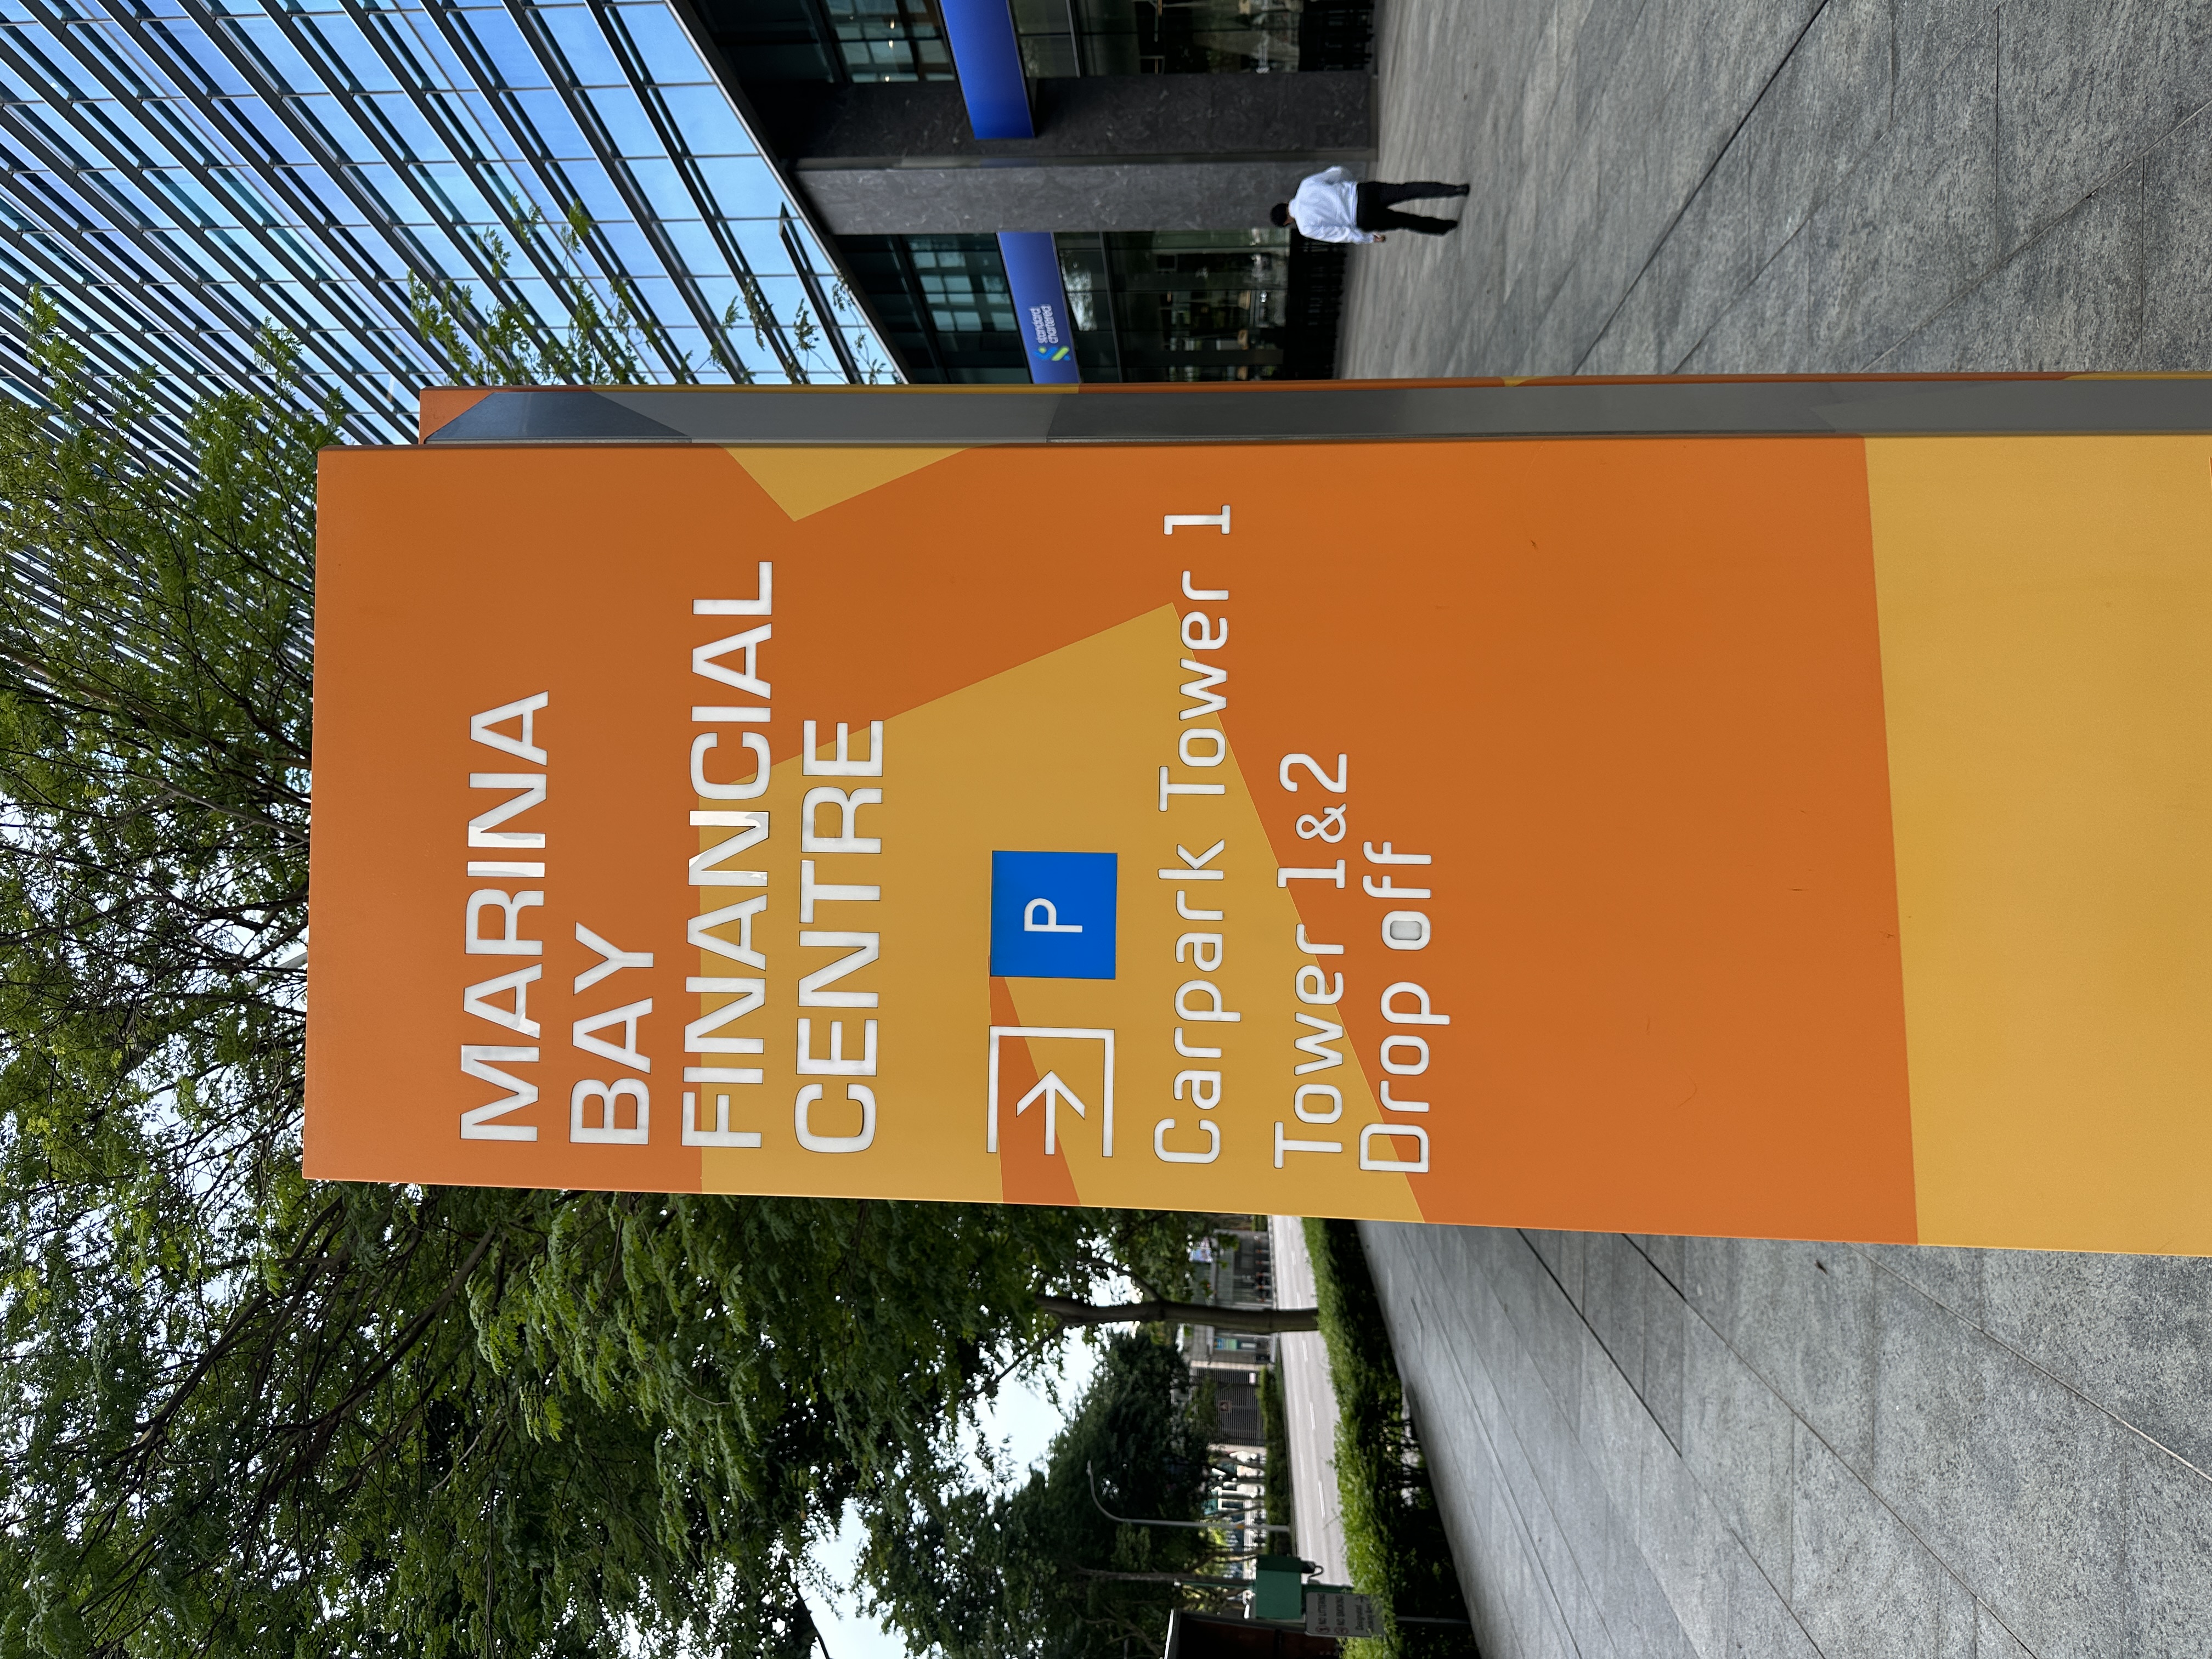 MARINA
BAY
FINANCIAL
CENTRE
P
Carpark Tower 1
Tower 1&2
Drop off
standard
chartered